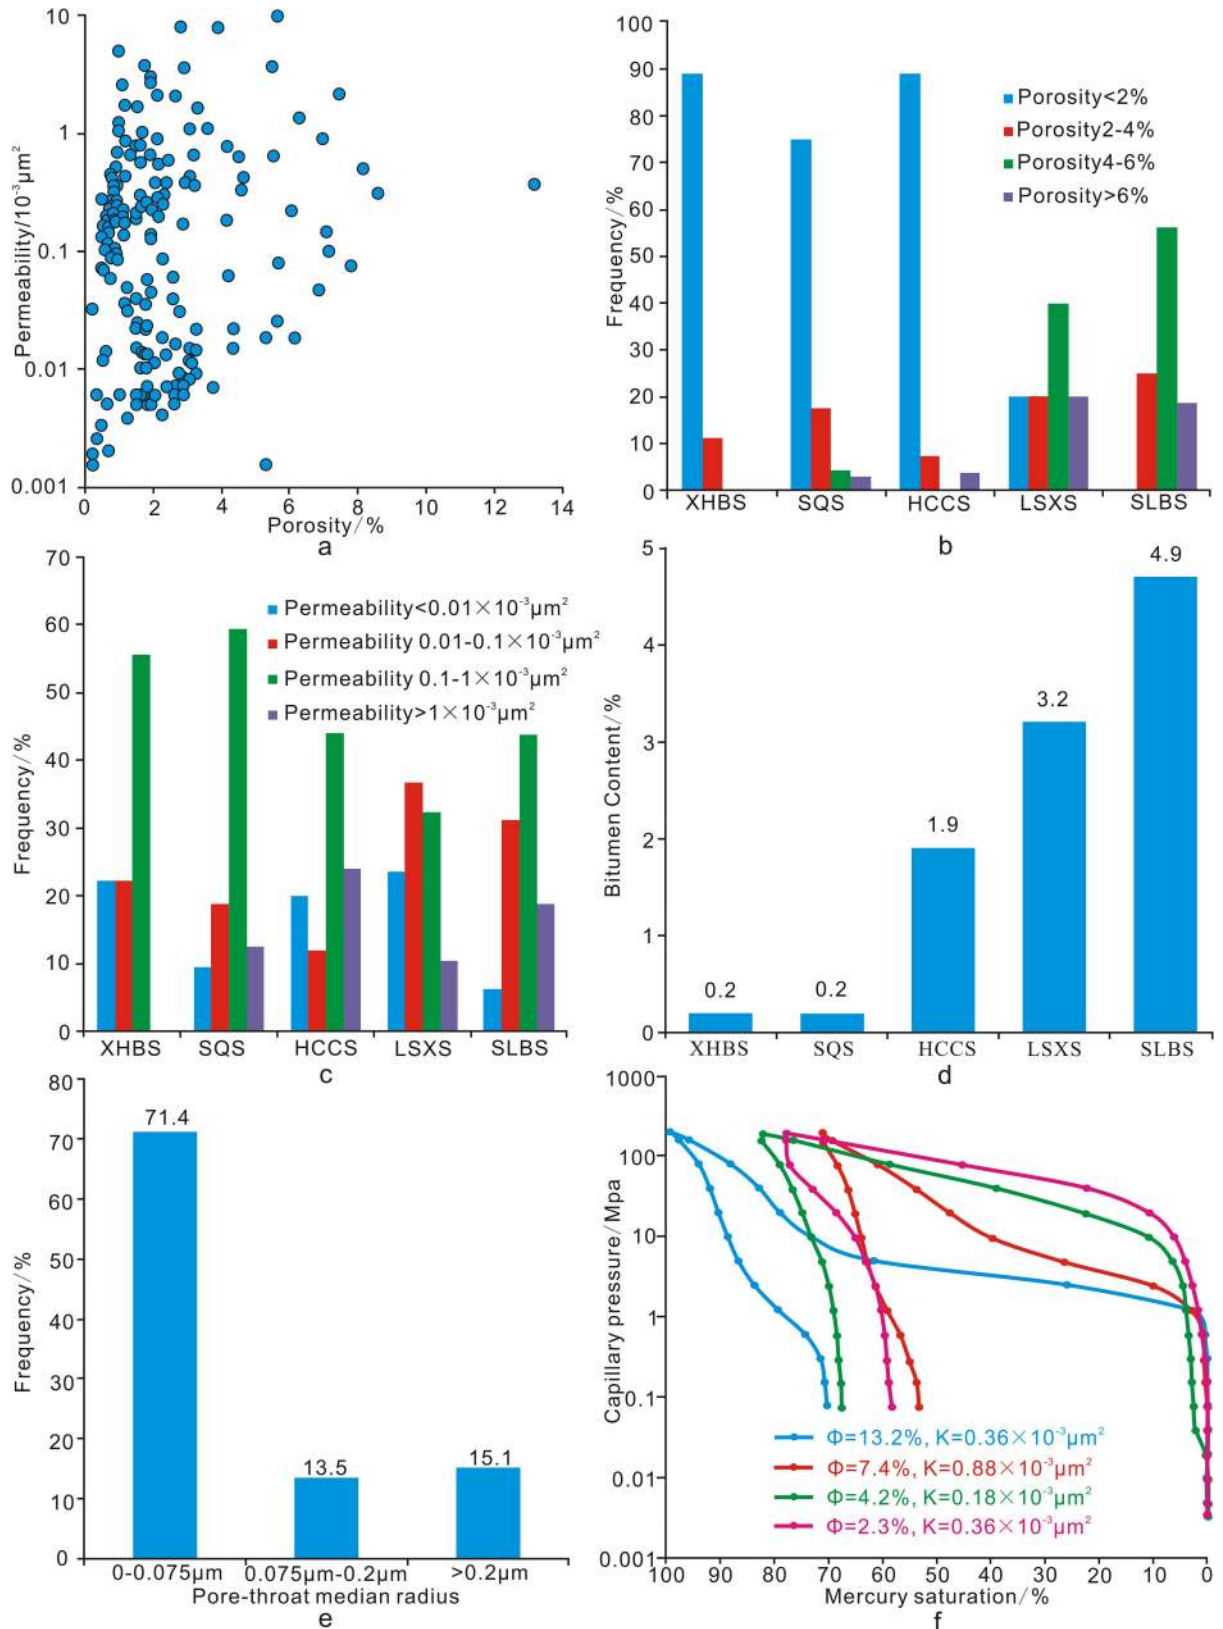 10
1
0.1
0.01
0.001
Permeability/10⁻³μm²
0 2 4 6 8 10 12 14
Porosity/%
a
100
90
80
70
60
50
40
30
20
10
0
Frequency/%
Porosity<2%
Porosity2-4%
Porosity4-6%
Porosity>6%
XHBS SQS HCCS LSXS SLBS
b
70
60
50
40
30
20
10
0
Frequency/%
Permeability<0.01×10⁻³μm²
Permeability 0.01-0.1×10⁻³μm²
Permeability 0.1-1×10⁻³μm²
Permeability>1×10⁻³μm²
XHBS SQS HCCS LSXS SLBS
c
5
4
3
2
1
0
Bitumen Content/%
0.2 0.2 1.9 3.2 4.9
XHBS SQS HCCS LSXS SLBS
d
80
70
60
50
40
30
20
10
0
Frequency/%
71.4
13.5
15.1
0-0.075μm 0.075μm-0.2μm >0.2μm
Pore-throat median radius
e
1000
100
10
1
0.1
0.01
0.001
Capillary pressure/Mpa
Φ=13.2%, K=0.36×10⁻³μm²
Φ=7.4%, K=0.88×10⁻³μm²
Φ=4.2%, K=0.18×10⁻³μm²
Φ=2.3%, K=0.36×10⁻³μm²
100 90 80 70 60 50 40 30 20 10 0
Mercury saturation/%
f